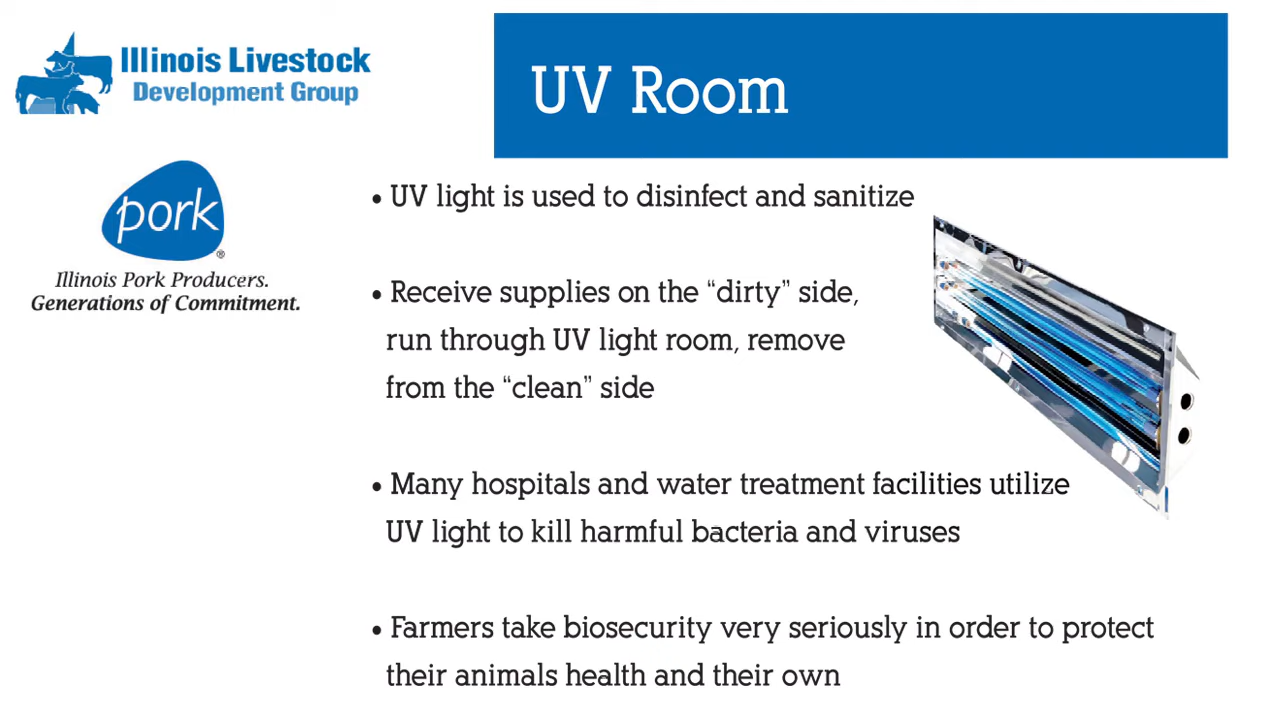 Illinois Livestock
Development Group
UV Room
pork®
Illinois Pork Producers.
Generations of Commitment.
• UV light is used to disinfect and sanitize
• Receive supplies on the “dirty” side,
run through UV light room, remove
from the “clean” side
• Many hospitals and water treatment facilities utilize
UV light to kill harmful bacteria and viruses
• Farmers take biosecurity very seriously in order to protect
their animals health and their own